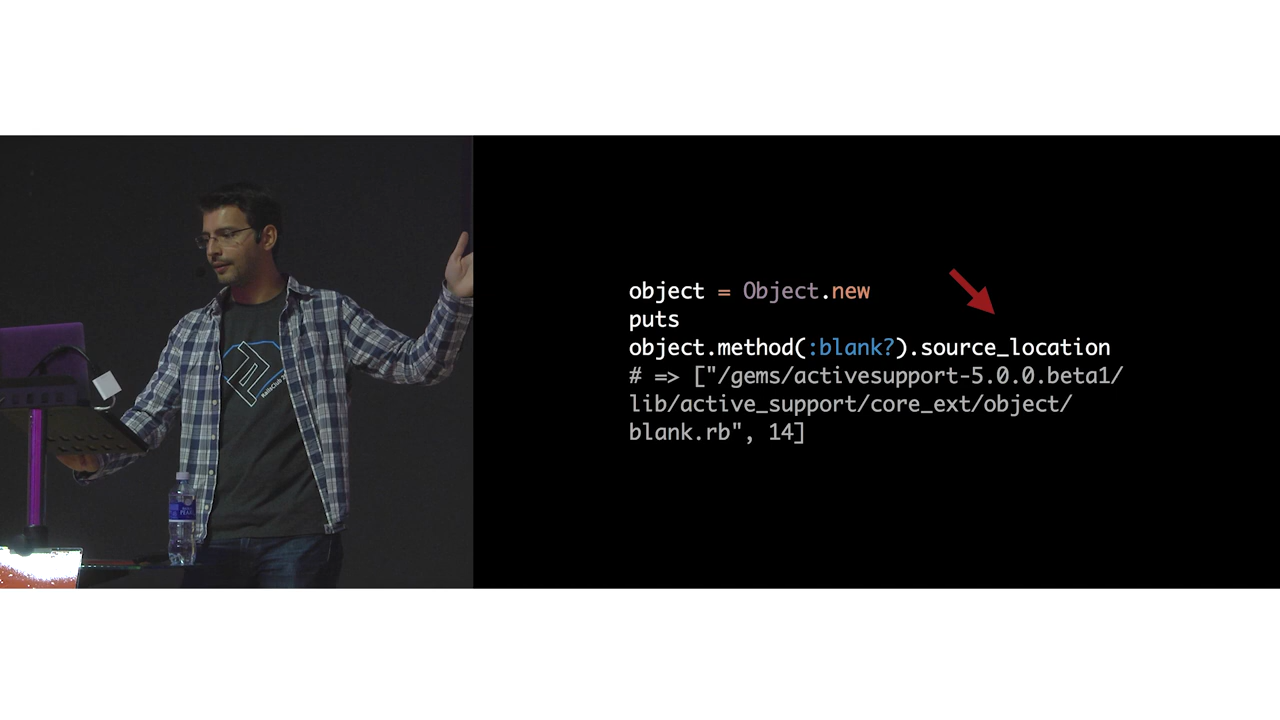 object = Object.new
puts
object.method(:blank?).source_location
# => ["/gems/activesupport-5.0.0.beta1/
lib/active_support/core_ext/object/
blank.rb", 14]